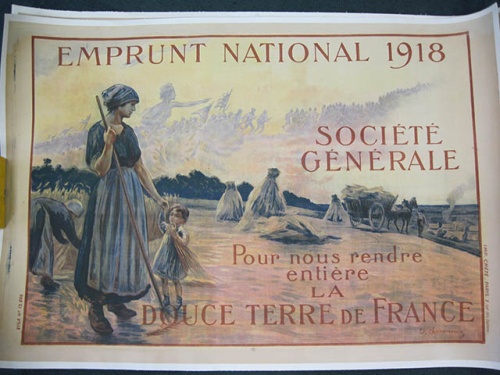 EMPRUNT NATIONAL 1918
SOCIÉTÉ
GÉNÉRALE
Pour nous rendre
entière
LA
DOUCE TERRE DE FRANCE